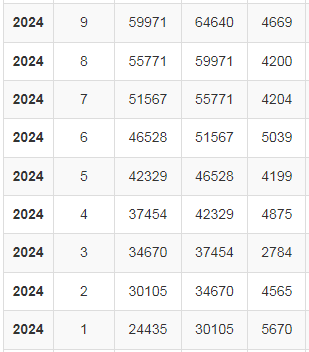 2024 9 59971 64640 4669
2024 8 55771 59971 4200
2024 7 51567 55771 4204
2024 6 46528 51567 5039
2024 5 42329 46528 4199
2024 4 37454 42329 4875
2024 3 34670 37454 2784
2024 2 30105 34670 4565
2024 1 24435 30105 5670